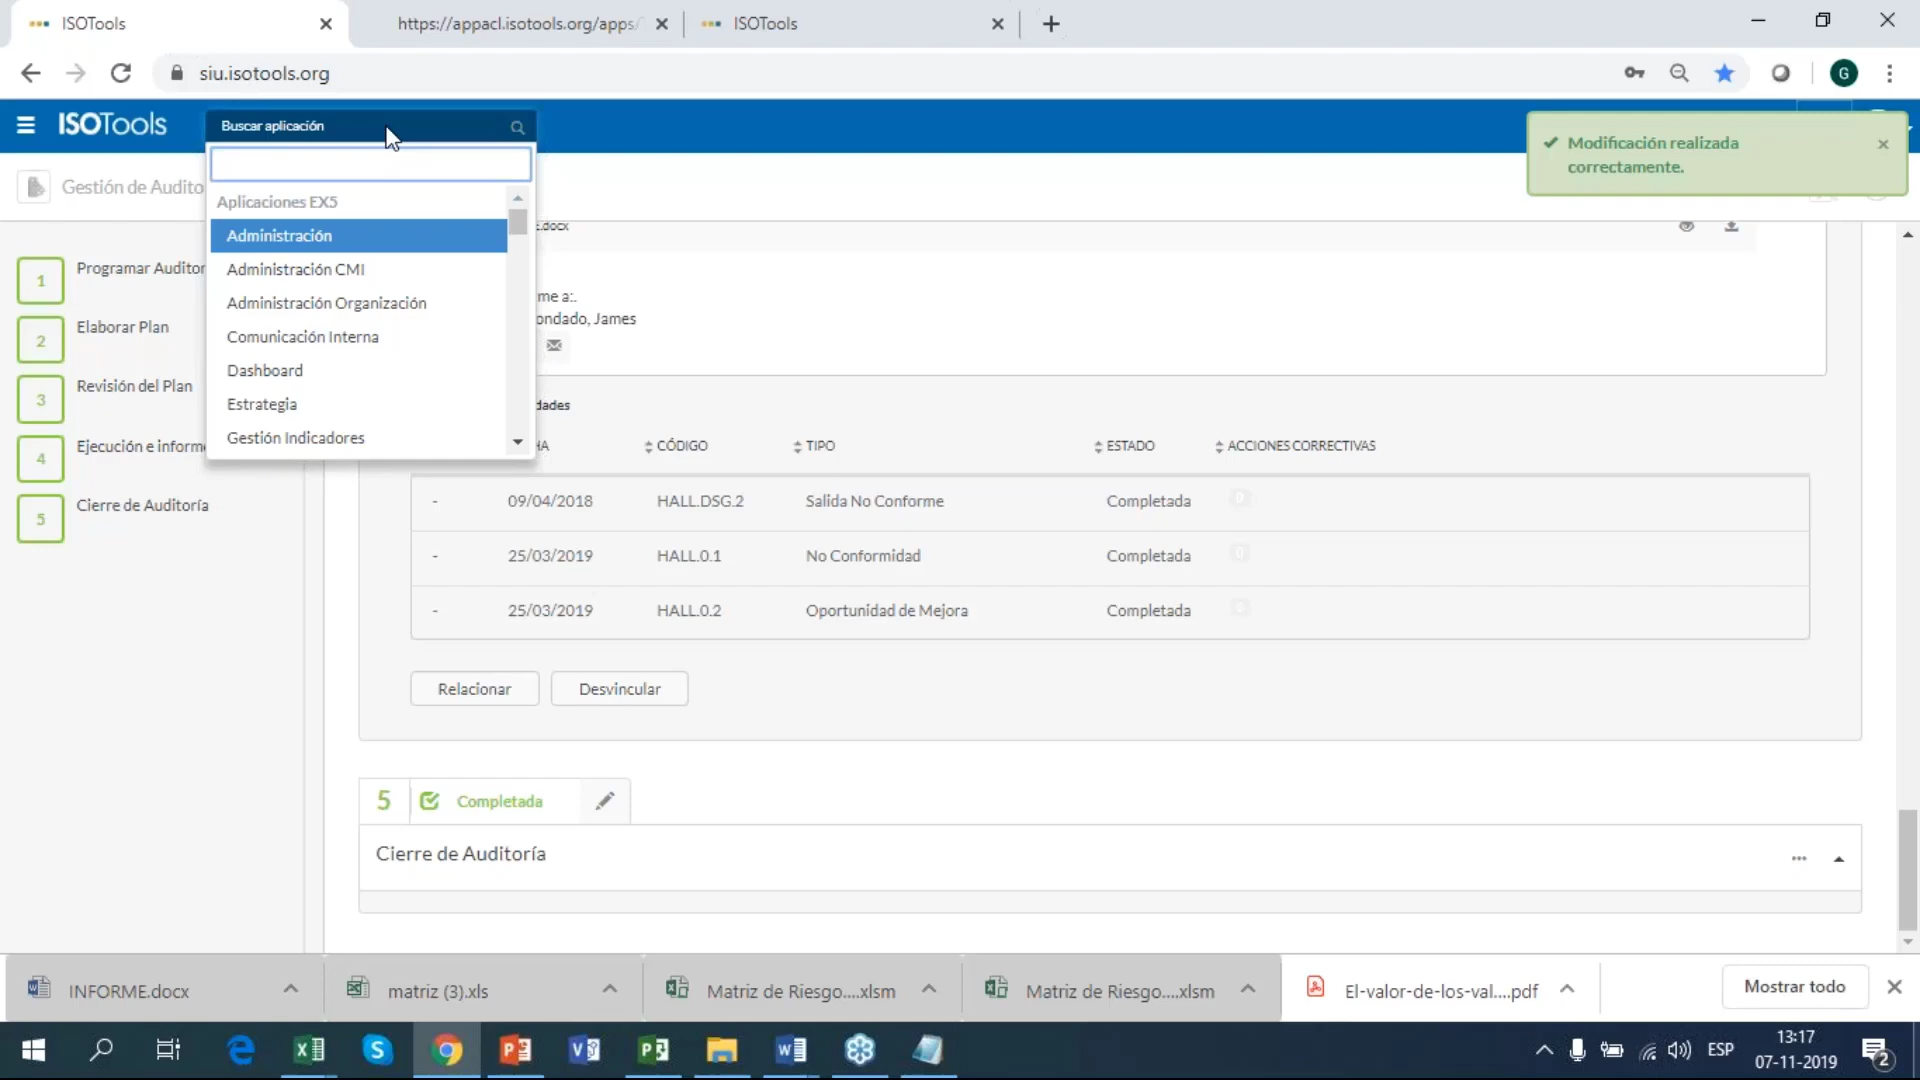 ISOTools
https://appacl.isotools.org/apps/
ISOTools
siu.isotools.org
G
ISOTools
Buscar aplicación
Modificación realizada
correctamente.
Gestión de Audito
Aplicaciones EX5
Administración
Administración CMI
Administración Organización
Comunicación Interna
Dashboard
Estrategia
Gestión Indicadores
1 Programar Auditor
2 Elaborar Plan
3 Revisión del Plan
4 Ejecución e inform
5 Cierre de Auditoría
.docx
me a:.
ondado, James
dades
HA CÓDIGO TIPO ESTADO ACCIONES CORRECTIVAS
- 09/04/2018 HALL.DSG.2 Salida No Conforme Completada 0
- 25/03/2019 HALL.0.1 No Conformidad Completada 0
- 25/03/2019 HALL.0.2 Oportunidad de Mejora Completada
Relacionar Desvincular
5 Completada
Cierre de Auditoría
INFORME.docx
matriz (3).xls
Matriz de Riesgo....xlsm
Matriz de Riesgo....xlsm
El-valor-de-los-val....pdf
Mostrar todo
ESP
13:17
07-11-2019
2